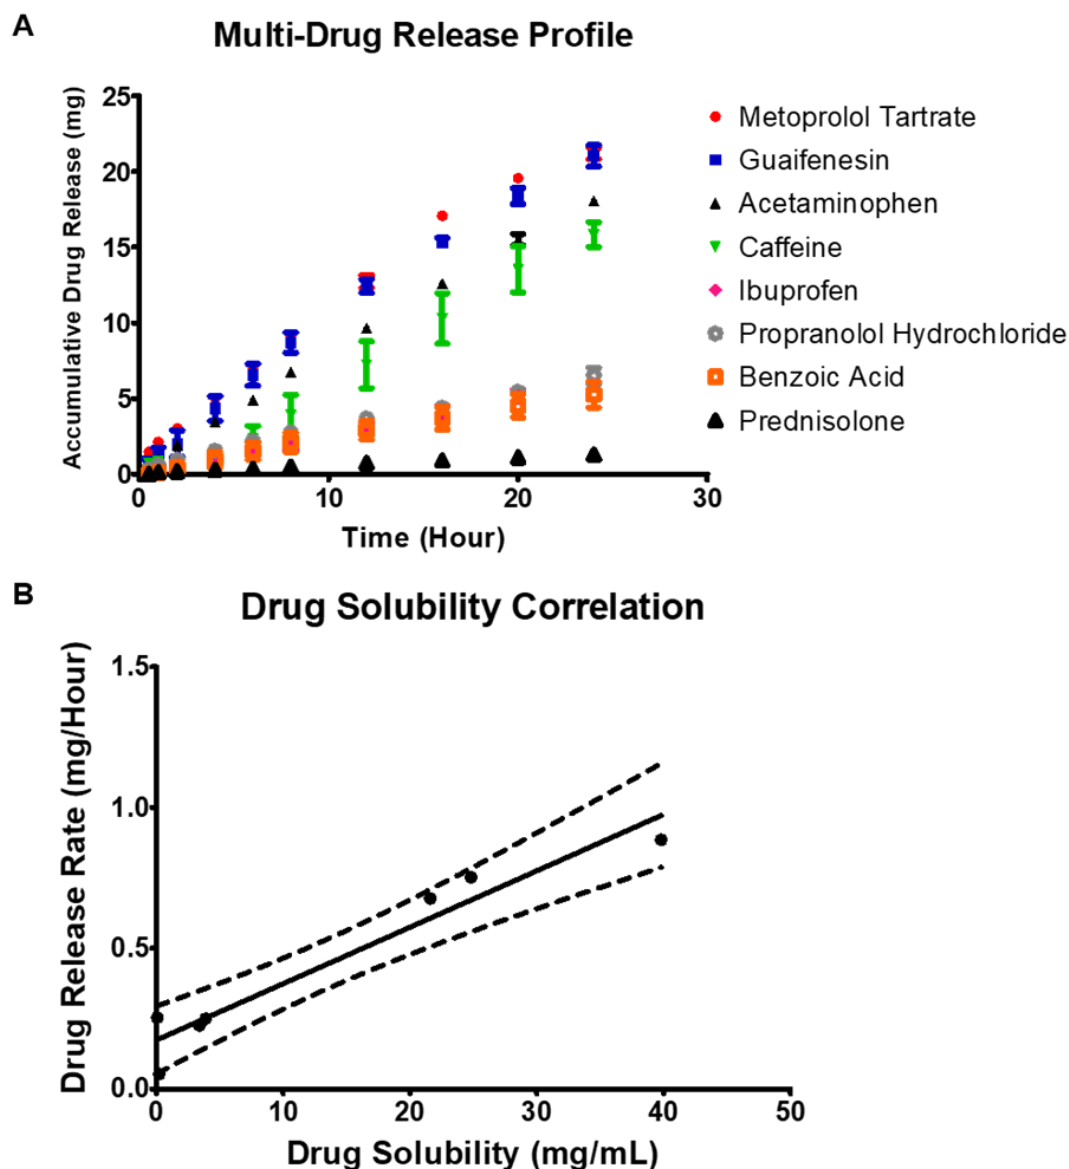 A
Multi-Drug Release Profile
Accumulative Drug Release (mg)
25
20
15
10
5
0
0
10
20
30
Time (Hour)
Metoprolol Tartrate
Guaifenesin
Acetaminophen
Caffeine
Ibuprofen
Propranolol Hydrochloride
Benzoic Acid
Prednisolone
B
Drug Solubility Correlation
Drug Release Rate (mg/Hour)
1.5
1.0
0.5
0.0
0
10
20
30
40
50
Drug Solubility (mg/mL)